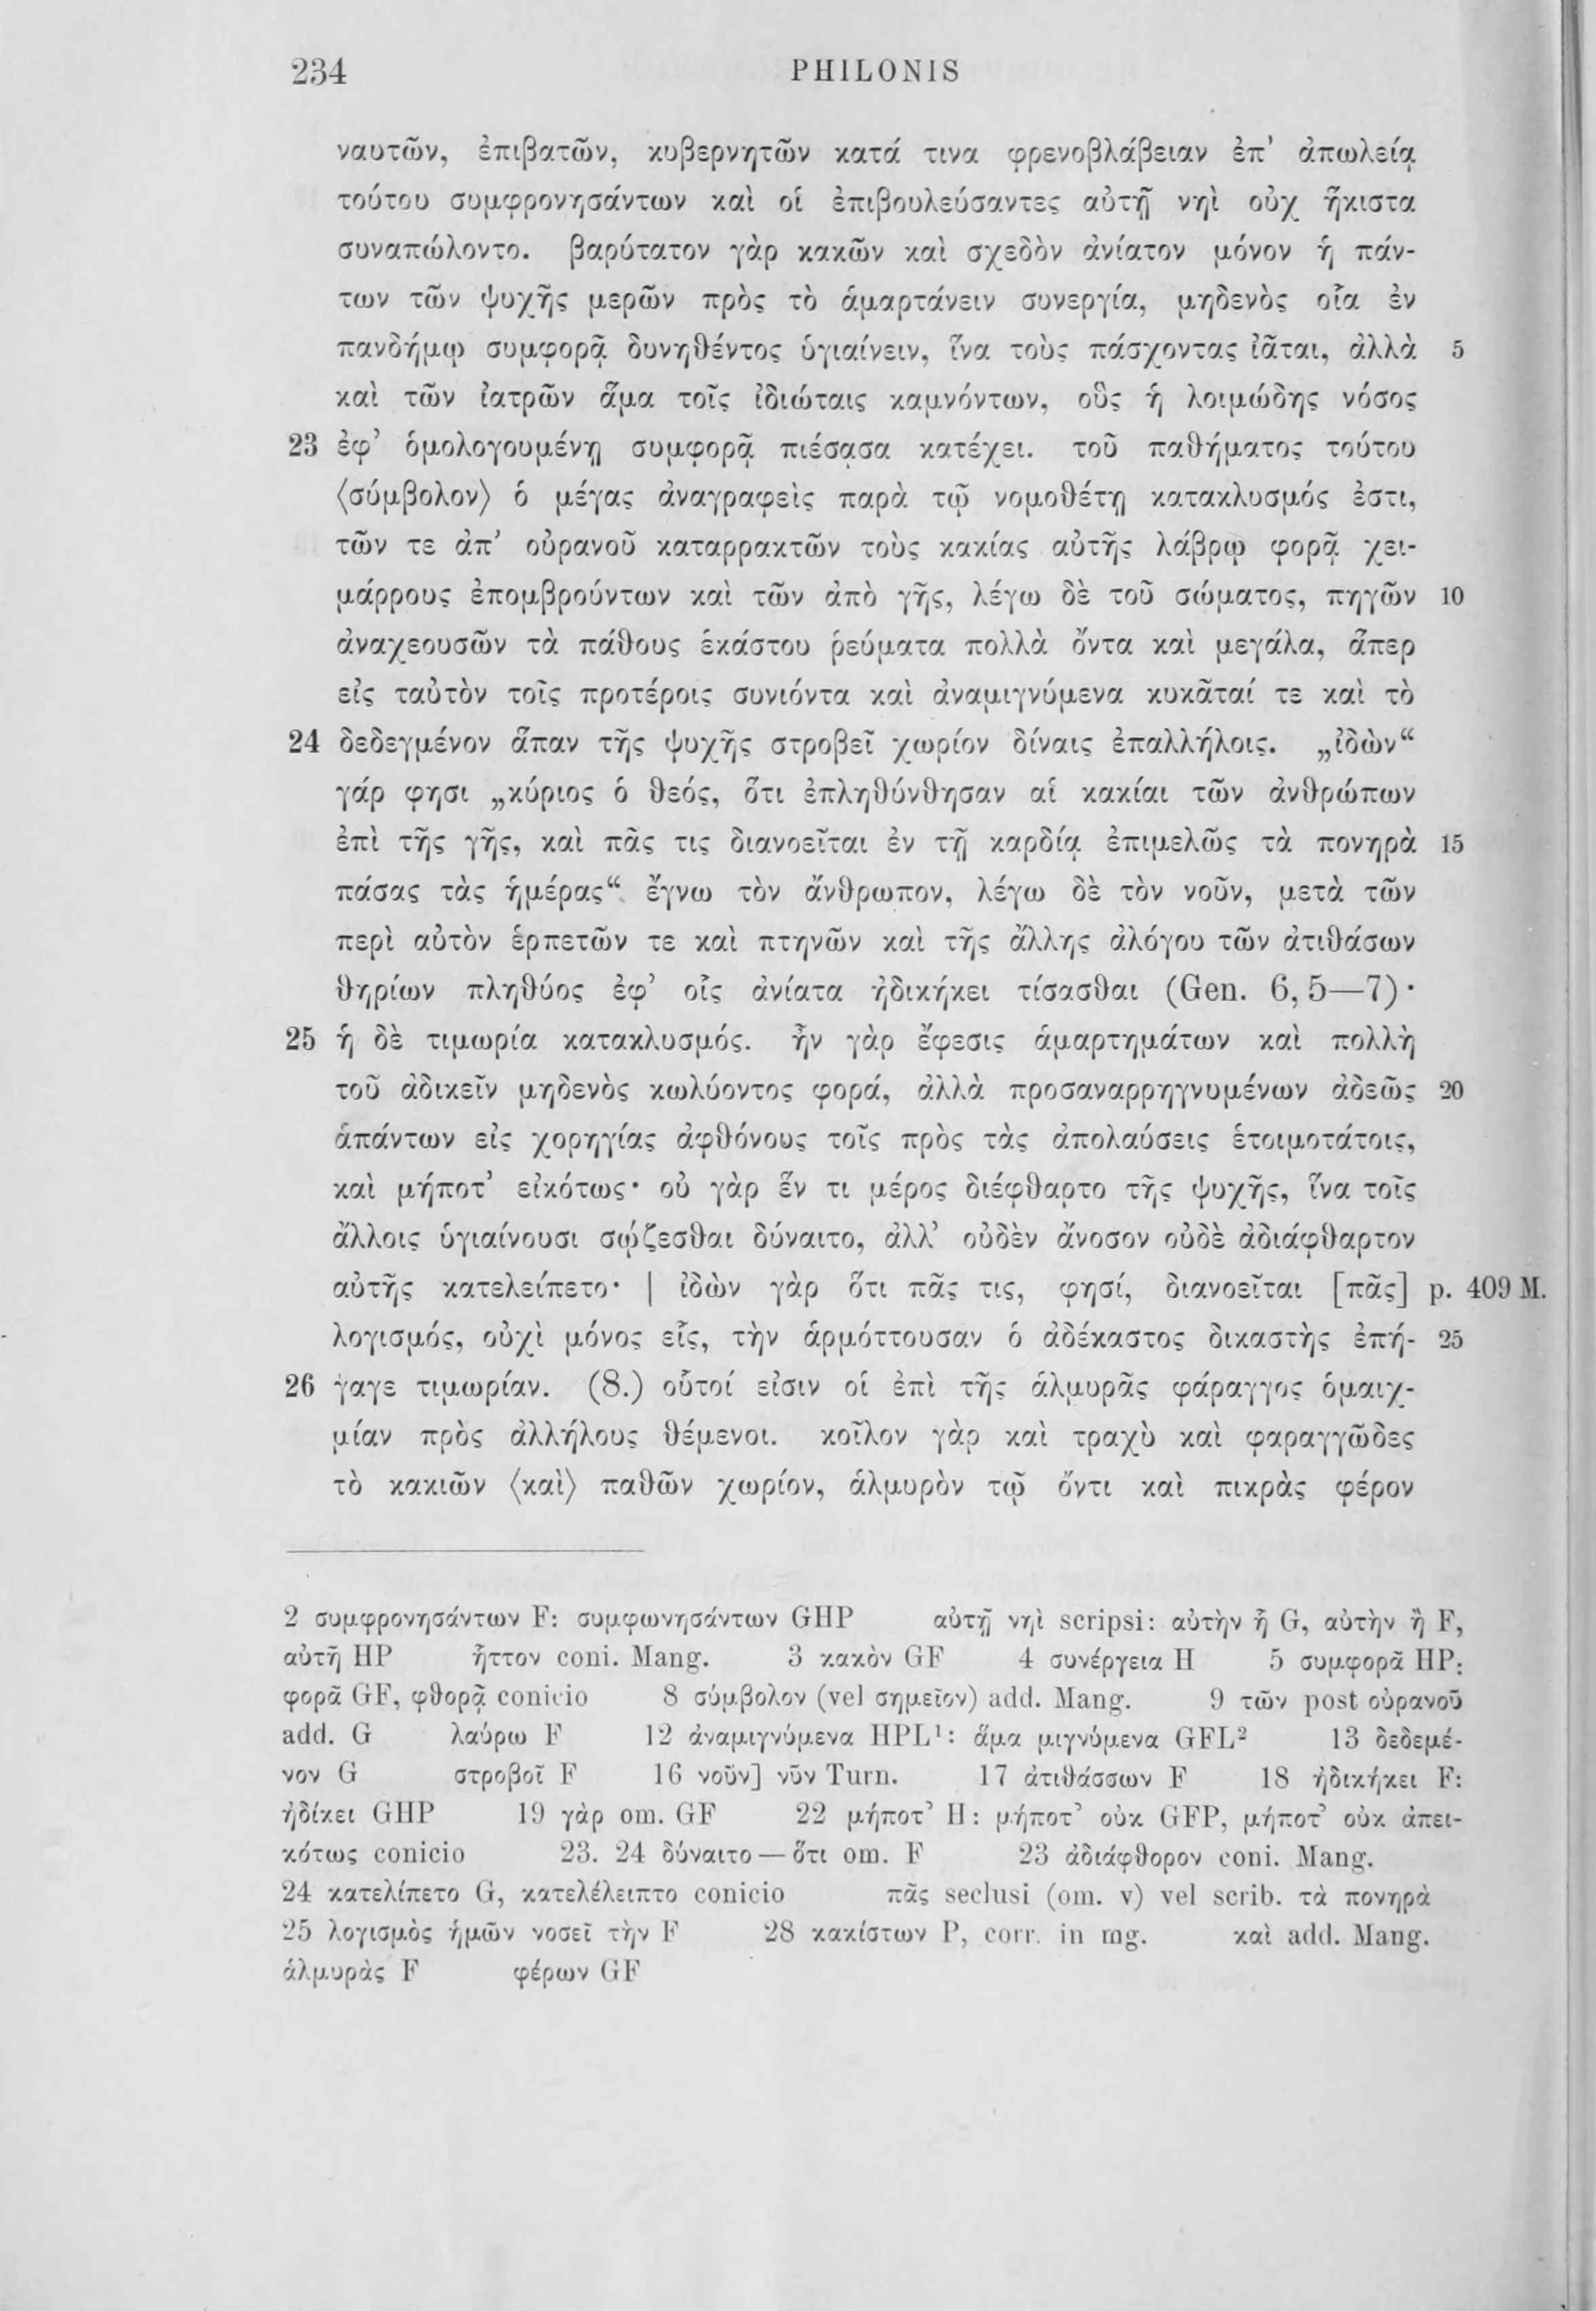 234 PHILONIS
ναυτῶν, ἐπιβατῶν, κυβερνητῶν κατά τινα φρενοβλάβειαν ἐπ’ ἀπωλείᾳ
τούτου συμφρονησάντων καὶ οἱ ἐπιβουλεύσαντες αὐτῇ νηὶ οὐχ ἥκιστα
συναπώλοντο. βαρύτατον γὰρ κακῶν καὶ σχεδὸν ἀνίατον μόνον ἡ πάν-
των τῶν ψυχῆς μερῶν πρὸς τὸ ἁμαρτάνειν συνεργία, μηδενὸς οἷα ἐν
πανδήμῳ συμφορᾷ δυνηθέντος ὑγιαίνειν, ἵνα τοὺς πάσχοντας ἰᾶται, ἀλλὰ 5
καὶ τῶν ἰατρῶν ἅμα τοῖς ἰδιώταις καμνόντων, οὓς ἡ λοιμώδης νόσος
23 ἐφ’ ὁμολογουμένῃ συμφορᾷ πιέσασα κατέχει. τοῦ παθήματος τούτου
⟨σύμβολον⟩ ὁ μέγας ἀναγραφεὶς παρὰ τῷ νομοθέτῃ κατακλυσμός ἐστι,
τῶν τε ἀπ’ οὐρανοῦ καταρρακτῶν τοὺς κακίας αὐτῆς λάβρῳ φορᾷ χει-
μάρρους ἐπομβρούντων καὶ τῶν ἀπὸ γῆς, λέγω δὲ τοῦ σώματος, πηγῶν 10
ἀναχεουσῶν τὰ πάθους ἑκάστου ῥεύματα πολλὰ ὄντα καὶ μεγάλα, ἅπερ
εἰς ταὐτὸν τοῖς προτέροις συνιόντα καὶ ἀναμιγνύμενα κυκᾶταί τε καὶ τὸ
24 δεδεγμένον ἅπαν τῆς ψυχῆς στροβεῖ χωρίον δίναις ἐπαλλήλοις. „ἰδὼν“
γάρ φησι „κύριος ὁ θεός, ὅτι ἐπληθύνθησαν αἱ κακίαι τῶν ἀνθρώπων
ἐπὶ τῆς γῆς, καὶ πᾶς τις διανοεῖται ἐν τῇ καρδίᾳ ἐπιμελῶς τὰ πονηρὰ 15
πάσας τὰς ἡμέρας“ ἔγνω τὸν ἄνθρωπον, λέγω δὲ τὸν νοῦν, μετὰ τῶν
περὶ αὐτὸν ἑρπετῶν τε καὶ πτηνῶν καὶ τῆς ἄλλης ἀλόγου τῶν ἀτιθάσων
θηρίων πληθύος ἐφ’ οἷς ἀνίατα ἠδικήκει τίσασθαι (Gen. 6, 5—7)·
25 ἡ δὲ τιμωρία κατακλυσμός. ἦν γὰρ ἔφεσις ἁμαρτημάτων καὶ πολλὴ
τοῦ ἀδικεῖν μηδενὸς κωλύοντος φορά, ἀλλὰ προσαναρρηγνυμένων ἀδεῶς 20
ἁπάντων εἰς χορηγίας ἀφθόνους τοῖς πρὸς τὰς ἀπολαύσεις ἑτοιμοτάτοις,
καὶ μήποτ’ εἰκότως· οὐ γὰρ ἕν τι μέρος διέφθαρτο τῆς ψυχῆς, ἵνα τοῖς
ἄλλοις ὑγιαίνουσι σῴζεσθαι δύναιτο, ἀλλ’ οὐδὲν ἄνοσον οὐδὲ ἀδιάφθαρτον
αὐτῆς κατελείπετο· | ἰδὼν γὰρ ὅτι πᾶς τις, φησί, διανοεῖται [πᾶς] p. 409 M.
λογισμός, οὐχὶ μόνος εἷς, τὴν ἁρμόττουσαν ὁ ἀδέκαστος δικαστὴς ἐπή- 25
26 γαγε τιμωρίαν. (8.) οὗτοί εἰσιν οἱ ἐπὶ τῆς ἁλμυρᾶς φάραγγος ὁμαιχ-
μίαν πρὸς ἀλλήλους θέμενοι. κοῖλον γὰρ καὶ τραχὺ καὶ φαραγγῶδες
τὸ κακιῶν ⟨καὶ⟩ παθῶν χωρίον, ἁλμυρὸν τῷ ὄντι καὶ πικρὰς φέρον
2 συμφρονησάντων F: συμφωνησάντων GHP αὐτῇ νηὶ scripsi: αὐτὴν ᾗ G, αὐτὴν ἢ F,
αὐτῆ HP ἧττον coni. Mang. 3 κακὸν GF 4 συνέργεια H 5 συμφορᾶ HP:
φορᾶ GF, φθορᾷ conicio 8 σύμβολον (vel σημεῖον) add. Mang. 9 τῶν post οὐρανοῦ
add. G λαύρω F 12 ἀναμιγνύμενα HPL¹: ἅμα μιγνύμενα GFL² 13 δεδεμέ-
νον G στροβοῖ F 16 νοῦν] νῦν Turn. 17 ἀτιθάσσων F 18 ἠδικήκει F:
ἠδίκει GHP 19 γὰρ om. GF 22 μήποτ’ H: μήποτ’ οὐκ GFP, μήποτ’ οὐκ ἀπει-
κότως conicio 23. 24 δύναιτο — ὅτι om. F 23 ἀδιάφθορον coni. Mang.
24 κατελίπετο G, κατελέλειπτο conicio πᾶς seclusi (om. v) vel scrib. τὰ πονηρὰ
25 λογισμὸς ἡμῶν νοσεῖ τὴν F 28 κακίστων P, corr. in mg. καὶ add. Mang.
ἁλμυρὰς F φέρων GF